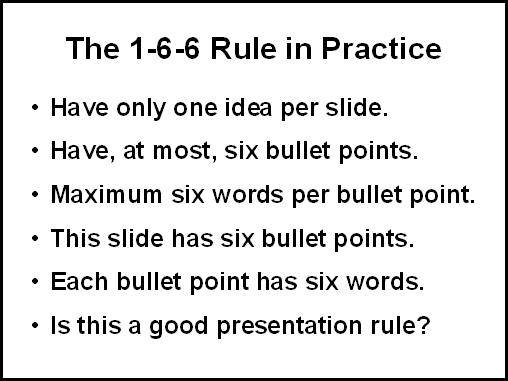 The 1-6-6 Rule in Practice
• Have only one idea per slide.
• Have, at most, six bullet points.
• Maximum six words per bullet point.
• This slide has six bullet points.
• Each bullet point has six words.
• Is this a good presentation rule?